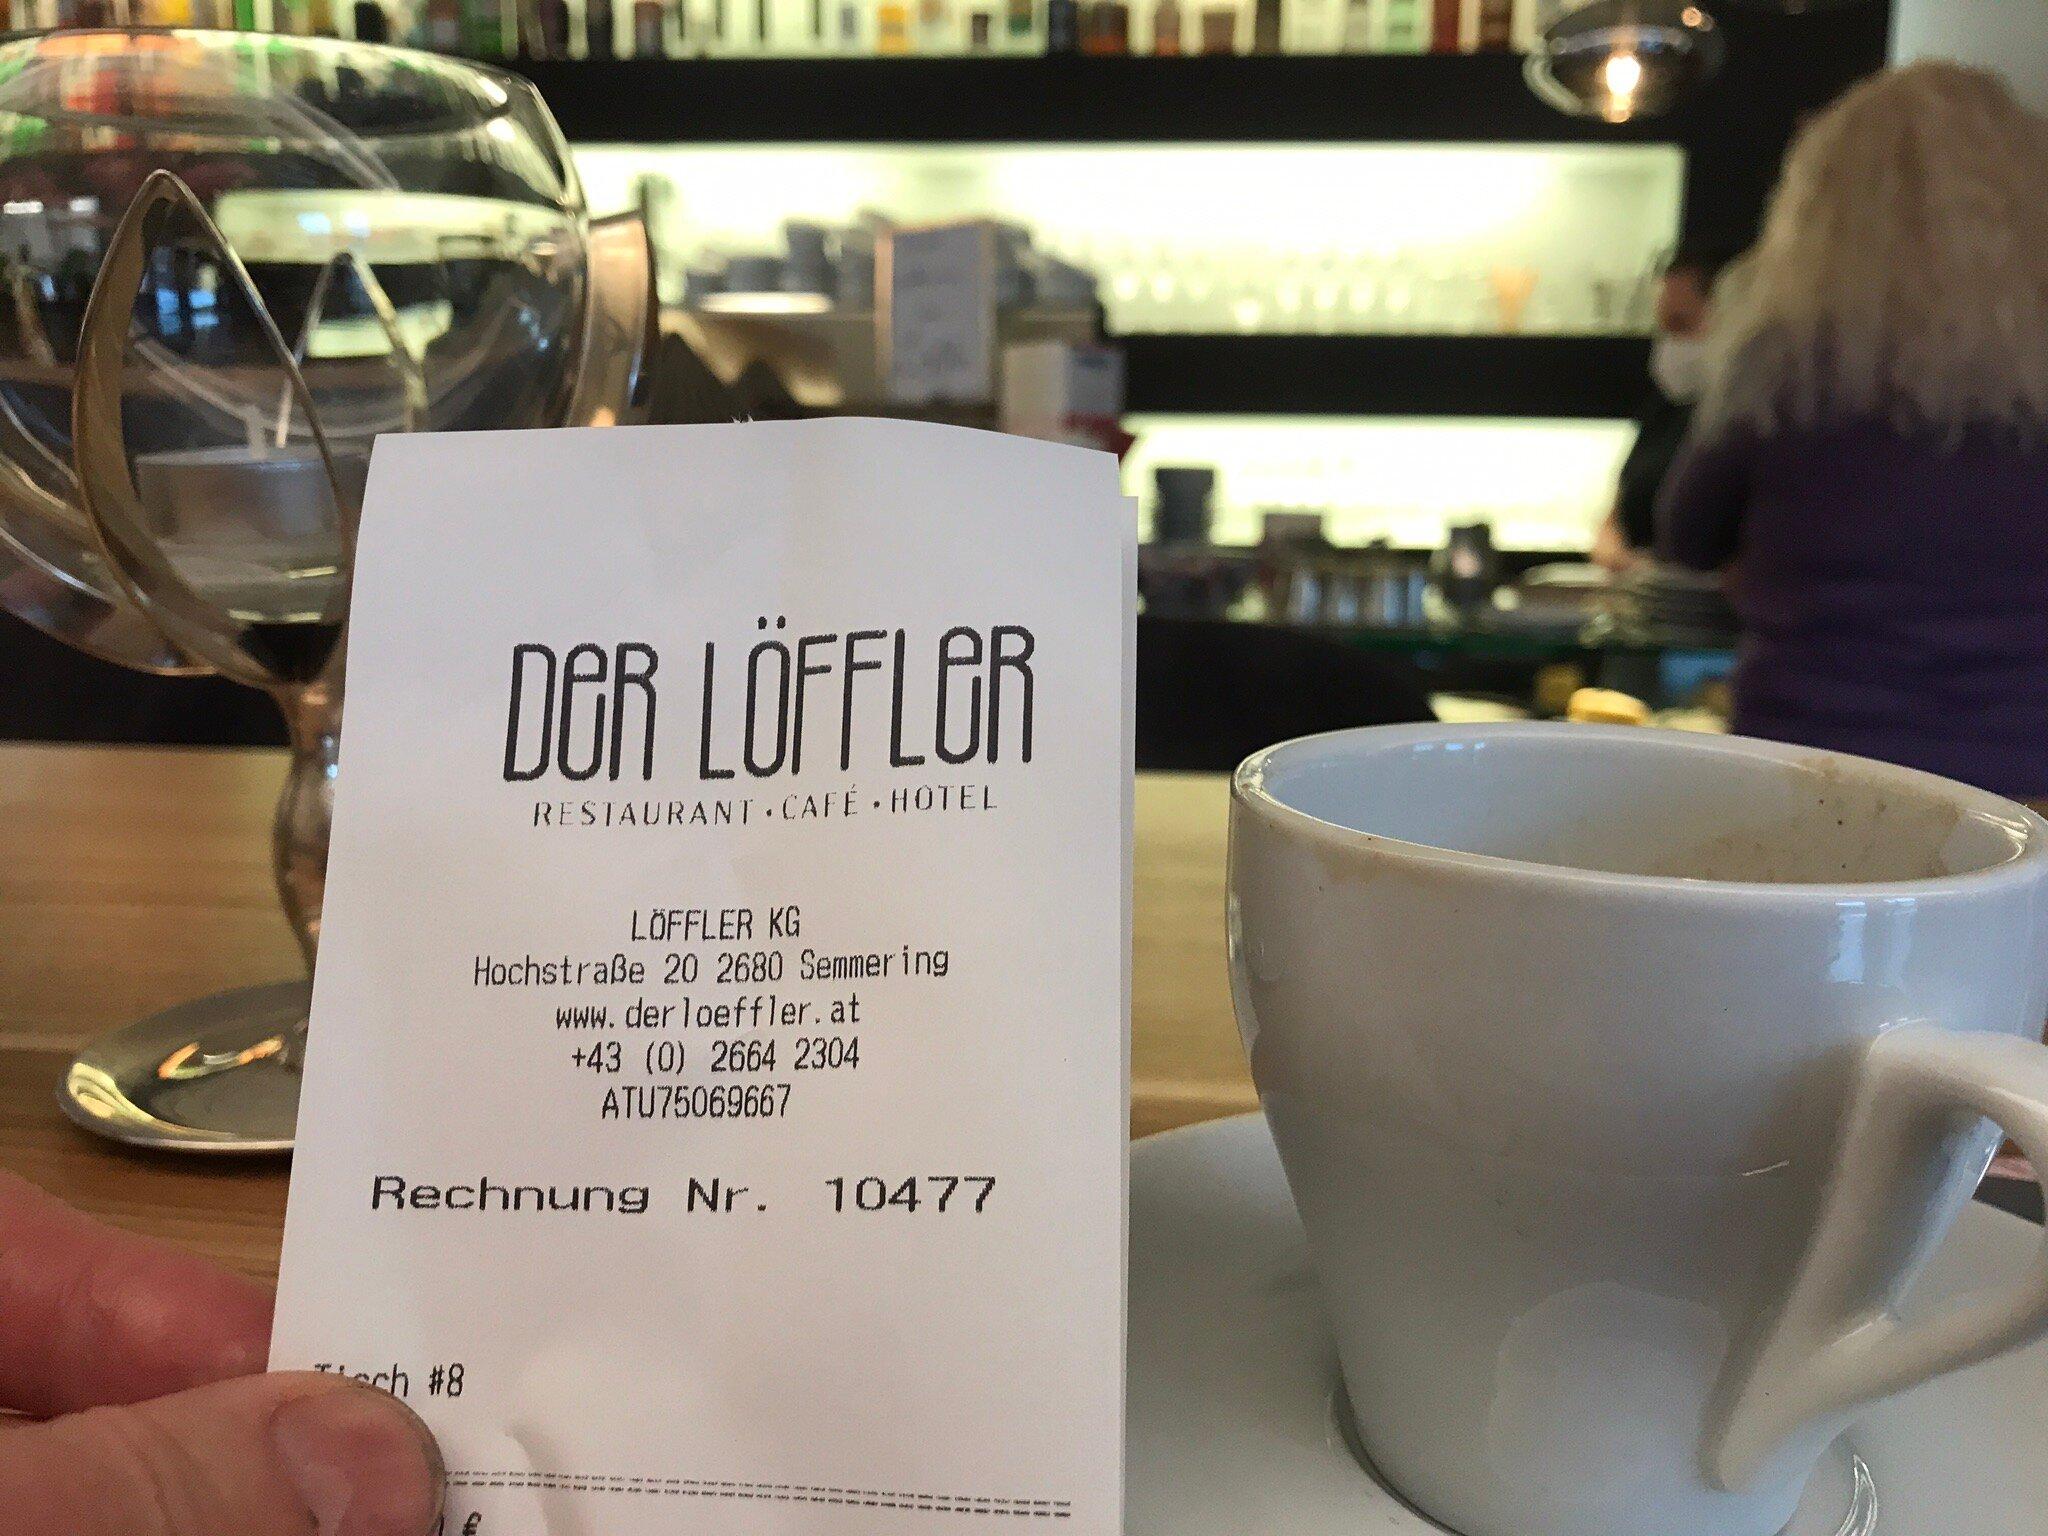 DER LÖFFLER
RESTAURANT · CAFÉ · HOTEL
LÖFFLER KG
Hochstraße 20 2680 Semmering
www.derloeffler.at
+43 (0) 2664 2304
ATU75069667
Rechnung Nr. 10477
Tisch #8
€